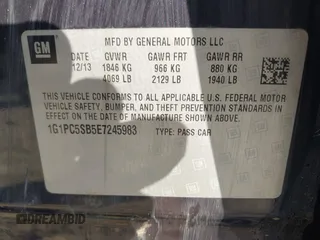 GM
MFD BY GENERAL MOTORS LLC
DATE GVWR GAWR FRT GAWR RR
12/13 1846 KG 966 KG 880 KG
4069 LB 2129 LB 1940 LB
THIS VEHICLE CONFORMS TO ALL APPLICABLE U.S. FEDERAL MOTOR VEHICLE
SAFETY, BUMPER, AND THEFT PREVENTION STANDARDS IN EFFECT ON THE
DATE OF MANUFACTURE SHOWN ABOVE.
1G1PC5SB5E7245983 TYPE: PASS CAR
DREAMBID